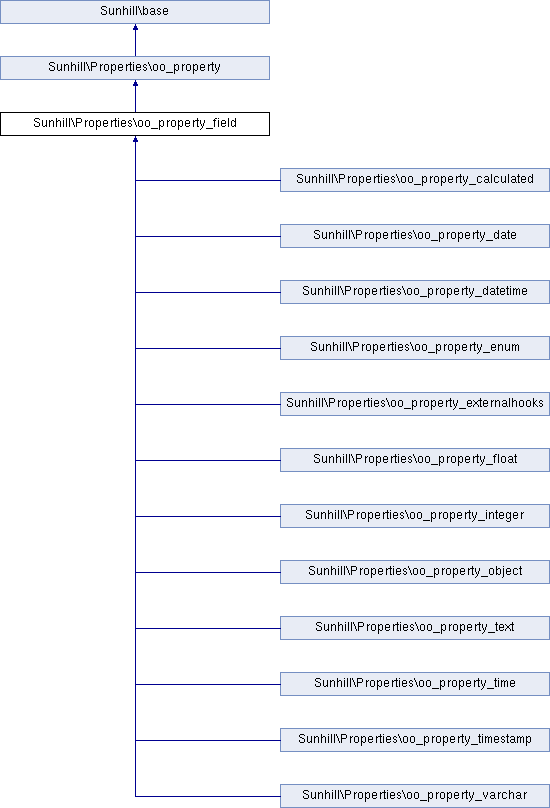 Sunhill\base
Sunhill\Properties\oo_property
Sunhill\Properties\oo_property_field
Sunhill\Properties\oo_property_calculated
Sunhill\Properties\oo_property_date
Sunhill\Properties\oo_property_datetime
Sunhill\Properties\oo_property_enum
Sunhill\Properties\oo_property_externalhooks
Sunhill\Properties\oo_property_float
Sunhill\Properties\oo_property_integer
Sunhill\Properties\oo_property_object
Sunhill\Properties\oo_property_text
Sunhill\Properties\oo_property_time
Sunhill\Properties\oo_property_timestamp
Sunhill\Properties\oo_property_varchar